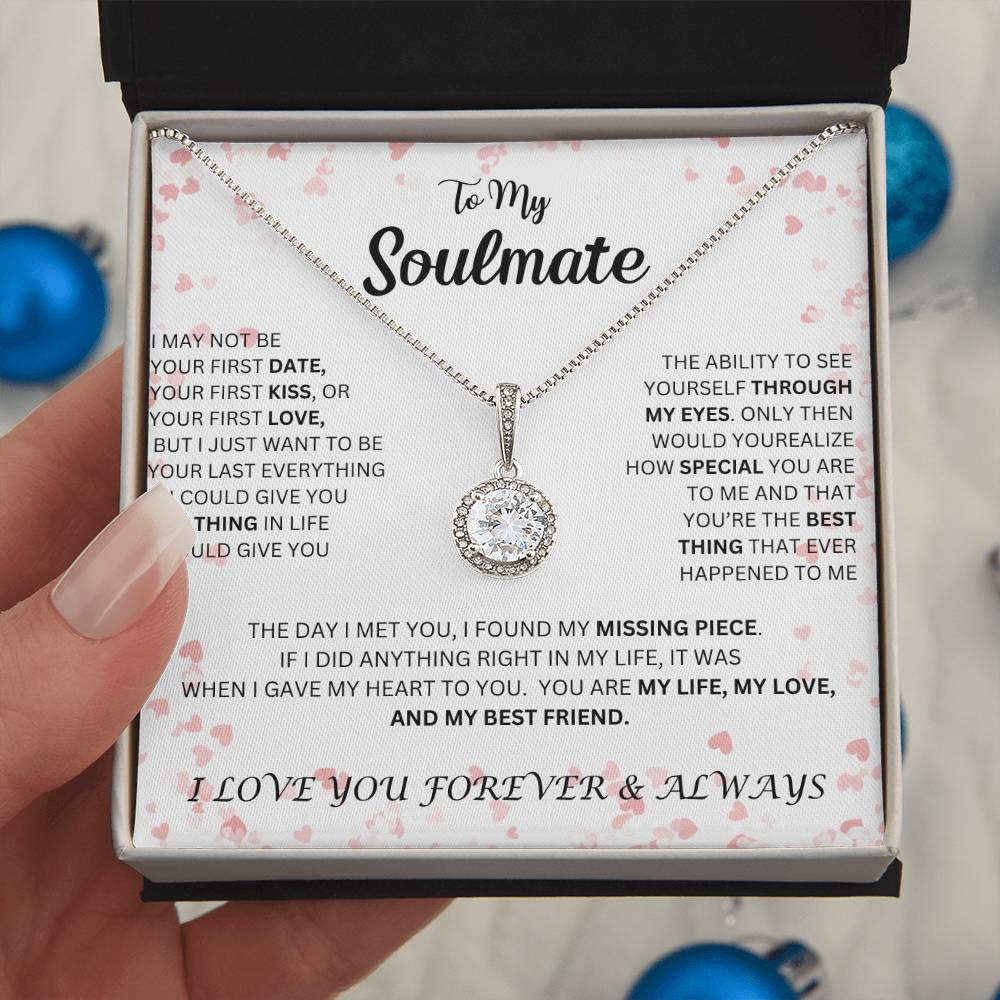 To My
Soulmate
I MAY NOT BE
YOUR FIRST DATE,
YOUR FIRST KISS, OR
YOUR FIRST LOVE,
BUT I JUST WANT TO BE
YOUR LAST EVERYTHING
COULD GIVE YOU
THING IN LIFE
GIVE YOU
THE ABILITY TO SEE
YOURSELF THROUGH
MY EYES. ONLY THEN
WOULD YOUREALIZE
HOW SPECIAL YOU ARE
TO ME AND THAT
YOU'RE THE BEST
THING THAT EVER
HAPPENED TO ME
THE DAY I MET YOU, I FOUND MY MISSING PIECE.
IF I DID ANYTHING RIGHT IN MY LIFE, IT WAS
WHEN I GAVE MY HEART TO YOU. YOU ARE MY LIFE, MY LOVE,
AND MY BEST FRIEND.
I LOVE YOU FOREVER & ALWAYS